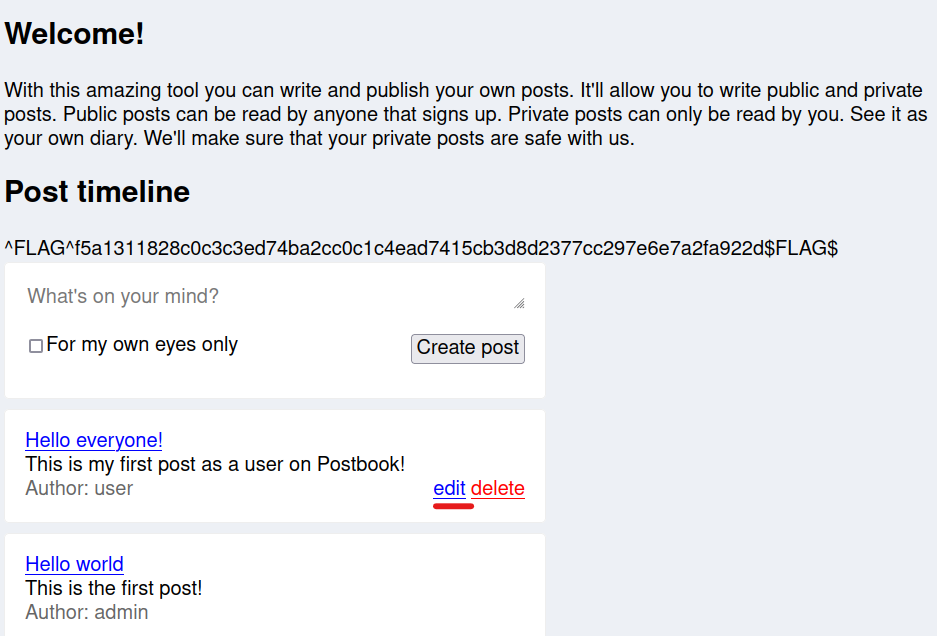 Welcome!
With this amazing tool you can write and publish your own posts. It'll allow you to write public and private
posts. Public posts can be read by anyone that signs up. Private posts can only be read by you. See it as
your own diary. We'll make sure that your private posts are safe with us.
Post timeline
^FLAG^f5a1311828c0c3c3ed74ba2cc0c1c4ead7415cb3d8d2377cc297e6e7a2fa922d$FLAG$
What's on your mind?
For my own eyes only
Create post
Hello everyone!
This is my first post as a user on Postbook!
Author: user
edit delete
Hello world
This is the first post!
Author: admin